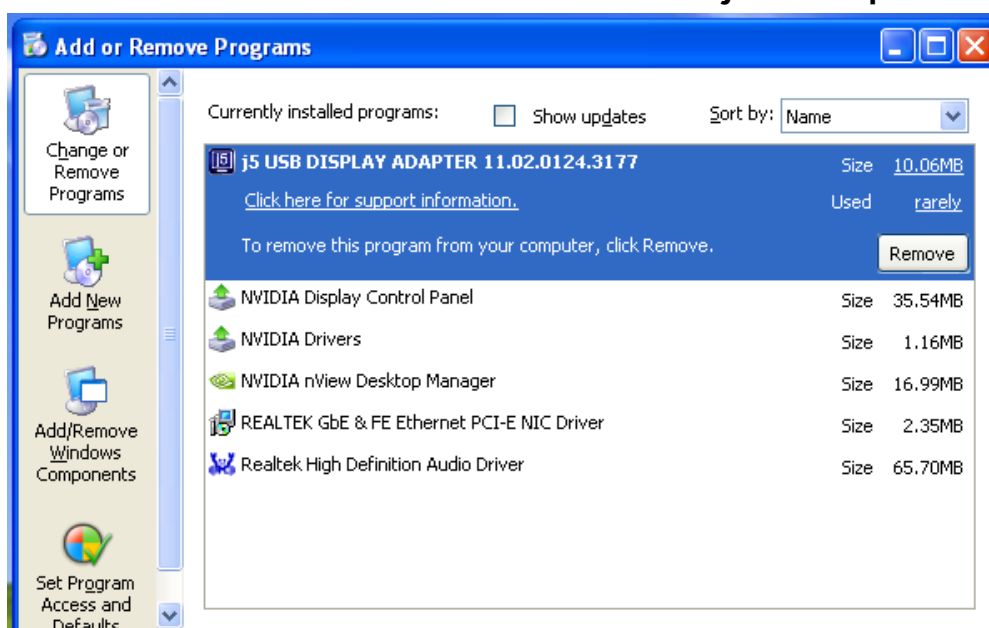 Add or Remove Programs
Change or
Remove
Programs
Add New
Programs
Add/Remove
Windows
Components
Set Program
Access and
Defaults
Currently installed programs: Show updates Sort by: Name
j5 USB DISPLAY ADAPTER 11.02.0124.3177 Size 10.06MB
Click here for support information. Used rarely
To remove this program from your computer, click Remove. Remove
NVIDIA Display Control Panel Size 35.54MB
NVIDIA Drivers Size 1.16MB
NVIDIA nView Desktop Manager Size 16.99MB
REALTEK GbE & FE Ethernet PCI-E NIC Driver Size 2.35MB
Realtek High Definition Audio Driver Size 65.70MB